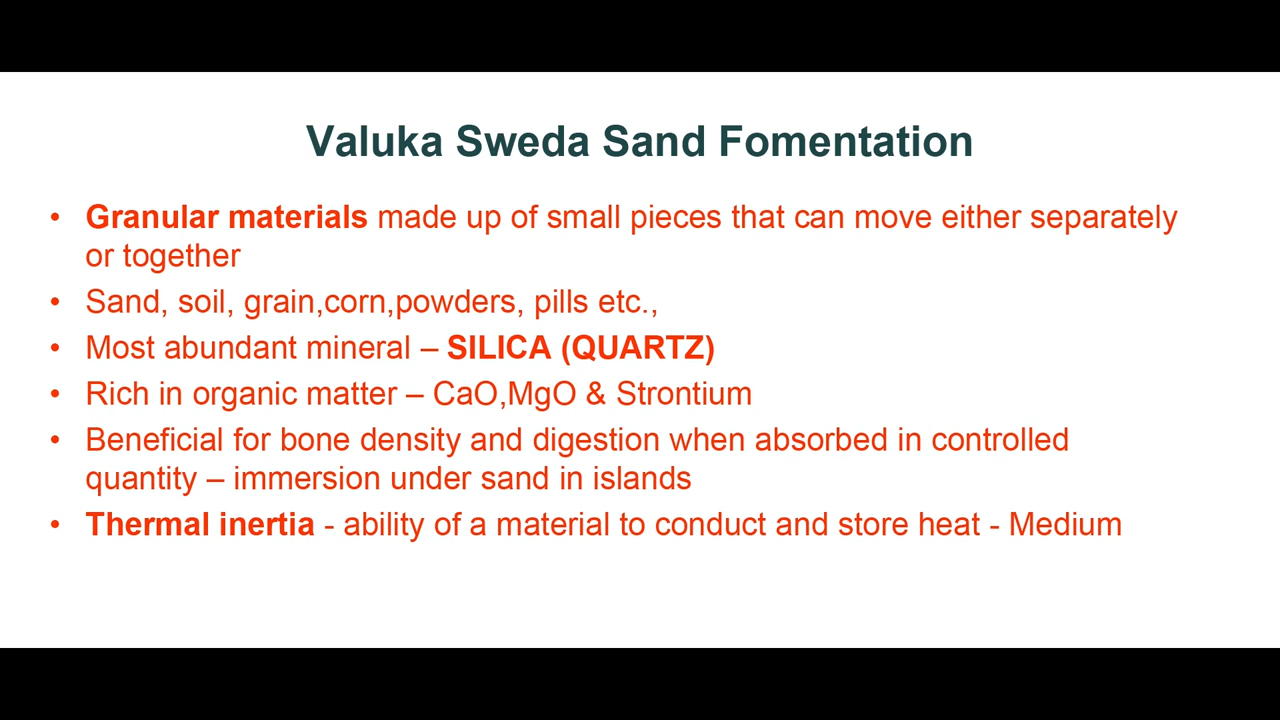 Valuka Sweda Sand Fomentation
• Granular materials made up of small pieces that can move either separately
or together
• Sand, soil, grain,corn,powders, pills etc.,
• Most abundant mineral – SILICA (QUARTZ)
• Rich in organic matter – CaO,MgO & Strontium
• Beneficial for bone density and digestion when absorbed in controlled
quantity – immersion under sand in islands
• Thermal inertia - ability of a material to conduct and store heat - Medium